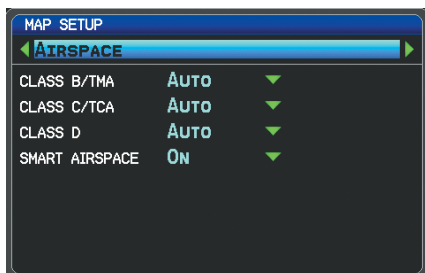 MAP SETUP
AIRSPACE
CLASS B/TMA AUTO
CLASS C/TCA AUTO
CLASS D AUTO
SMART AIRSPACE ON